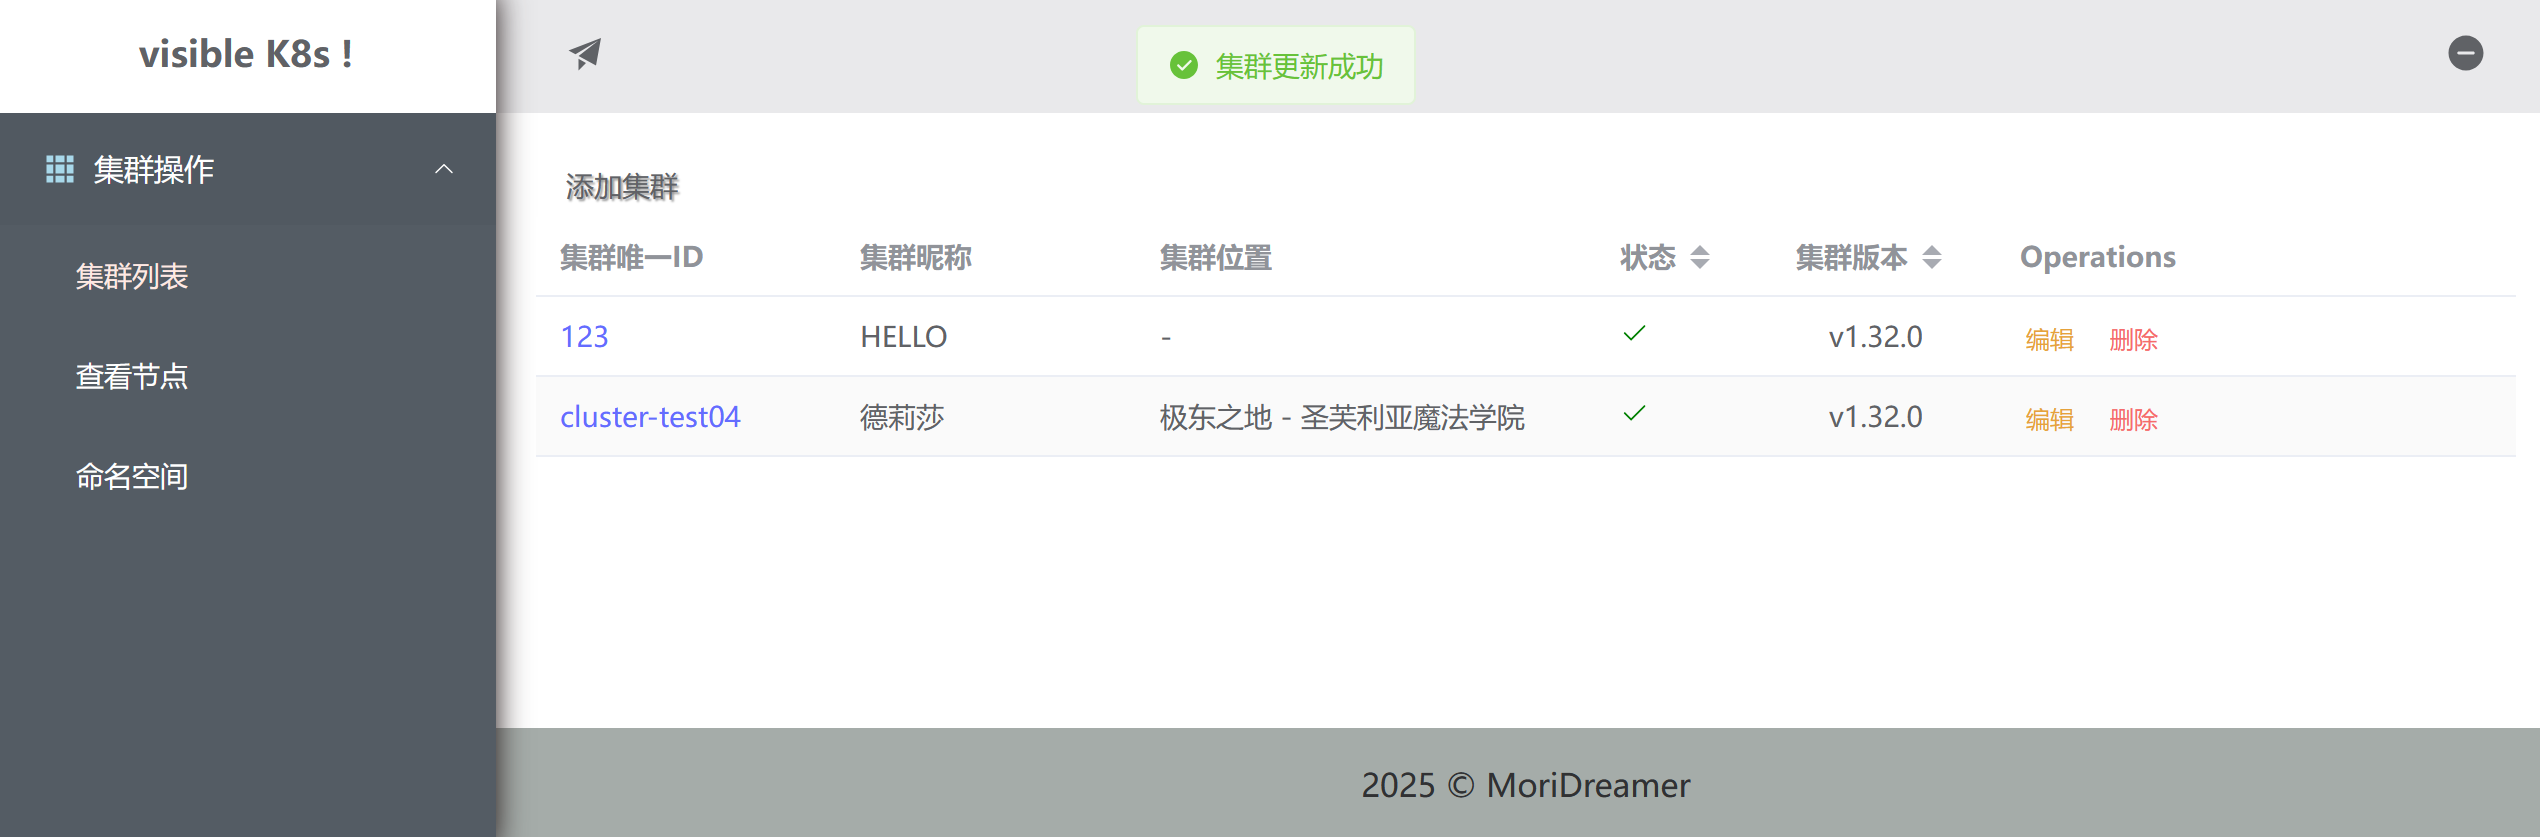 visible K8s !
集群更新成功
集群操作
集群列表
查看节点
命名空间
添加集群
集群唯一ID 集群昵称 集群位置 状态 集群版本 Operations
123 HELLO - v1.32.0 编辑 删除
cluster-test04 德莉莎 极东之地 - 圣芙利亚魔法学院 v1.32.0 编辑 删除
2025 © MoriDreamer